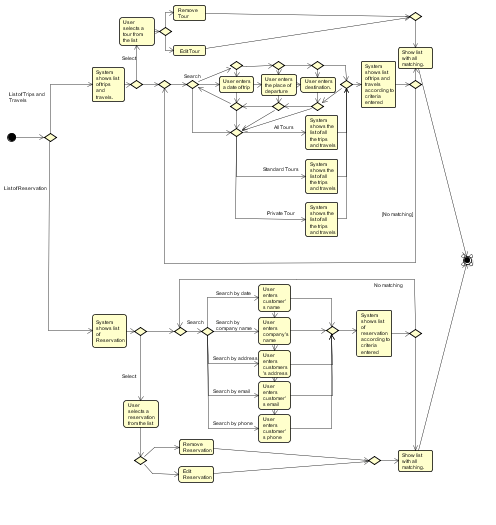 Remove
Tour
User
selects a
tour from
the list
Edit Tour
Select
Show list
with all
matching.
List of Trips and
Travels
System
shows list
of trips
and
travels.
Search
User enters
a date of trip
User enters
the place of
departure
User enters
destination.
System
shows list
of trips and
travels
according to
criteria
entered
All Tours
System
shows the
list of all
the trips
and travels
Standard Tours
System
shows the
list of all
the trips
and travels
Private Tour
System
shows the
list of all
the trips
and travels
[No matching]
List of Reservation
No matching
Search by date
User
enters
customer'
s name
System
shows list
of
Reservation
Search
Search by
company name
User
enters
company's
name
System
shows list
of
reservation
according to
criteria
entered
Search by address
User
enters
customers
's address
Select
Search by email
User
enters
customer'
s email
User
selects a
reservation
from the list
Search by phone
User
enters
customer'
s phone
Remove
Reservation
Edit
Reservation
Show list
with all
matching.